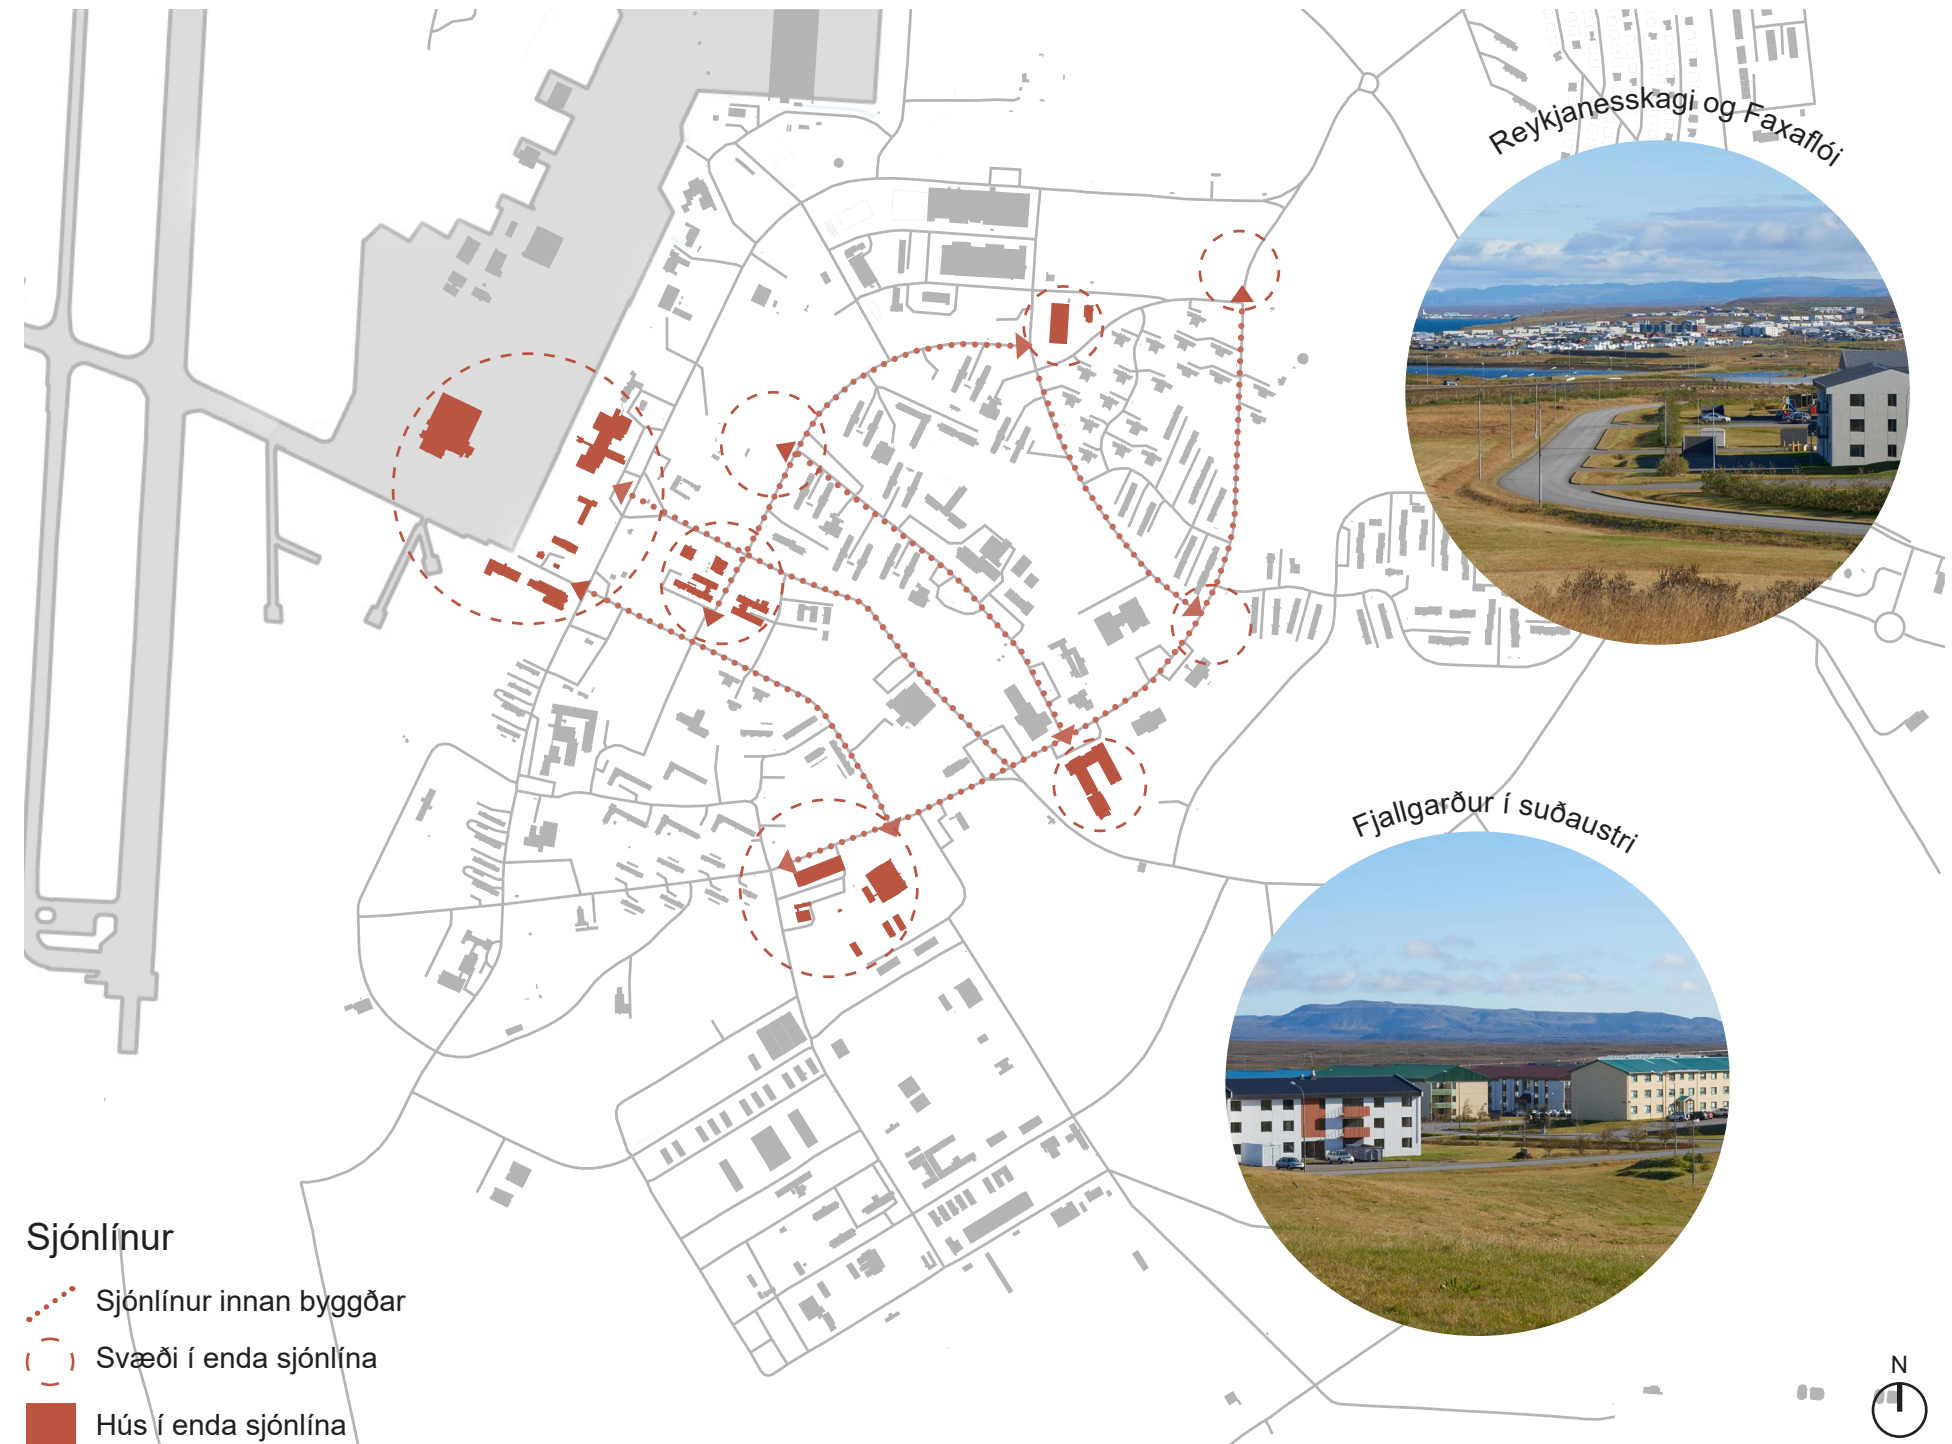 Reykjanesskagi og Faxaflói
Fjallgarður í suðaustri
Sjónlínur
Sjónlínur innan byggðar
Svæði í enda sjónlína
Hús í enda sjónlína
N